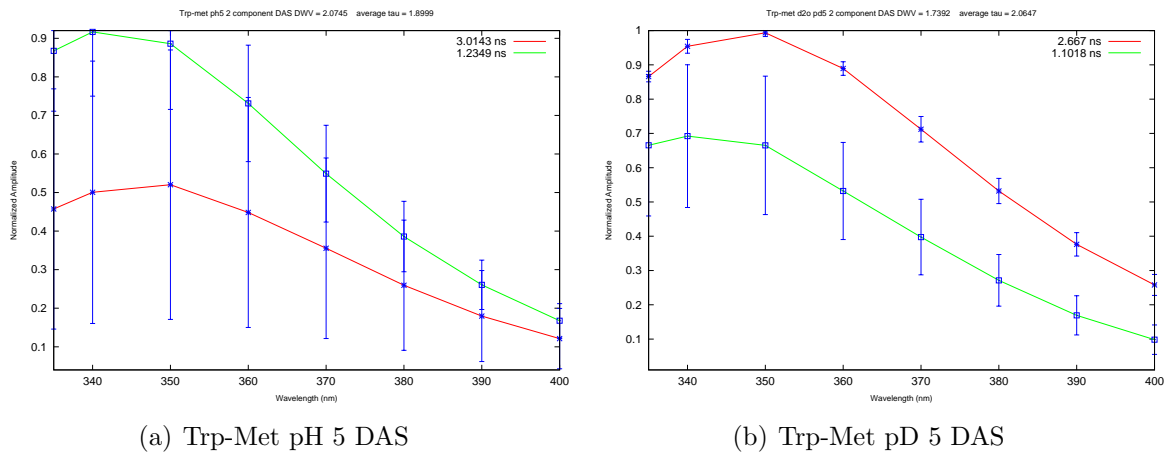 Trp-met ph5 2 component DAS DWV = 2.0745 average tau = 1.8999
3.0143 ns
1.2349 ns
0.9
0.8
0.7
0.6
0.5
0.4
0.3
0.2
0.1
Normalized Amplitude
340 350 360 370 380 390 400
Wavelength (nm)
(a) Trp-Met pH 5 DAS
Trp-met d2o pd5 2 component DAS DWV = 1.7392 average tau = 2.0647
2.667 ns
1.1018 ns
1
0.9
0.8
0.7
0.6
0.5
0.4
0.3
0.2
0.1
Normalized Amplitude
340 350 360 370 380 390 400
Wavelength (nm)
(b) Trp-Met pD 5 DAS